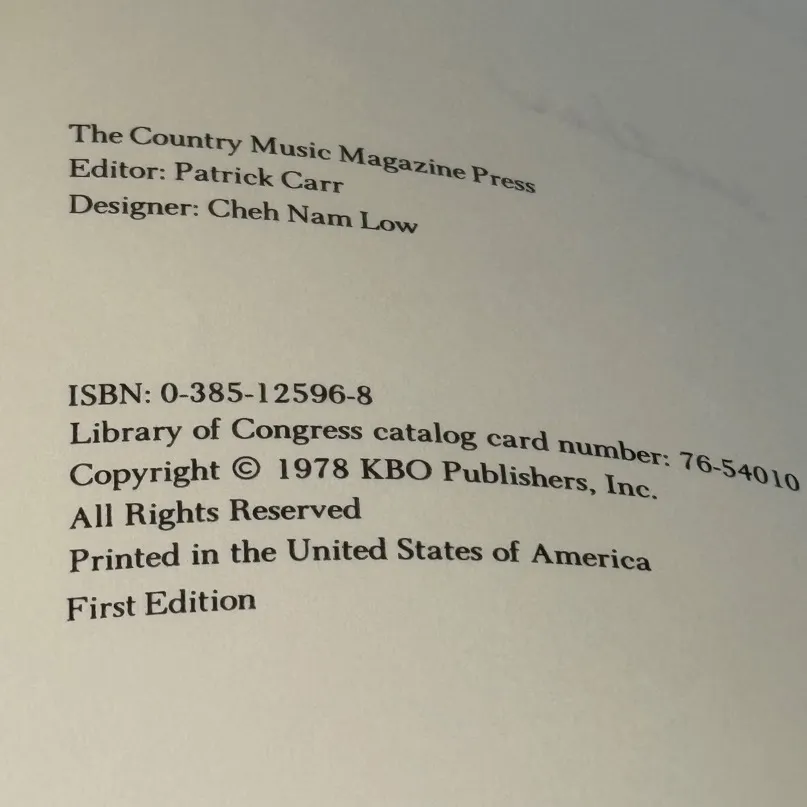 The Country Music Magazine Press
Editor: Patrick Carr
Designer: Cheh Nam Low
ISBN: 0-385-12596-8
Library of Congress catalog card number: 76-54010
Copyright © 1978 KBO Publishers, Inc.
All Rights Reserved
Printed in the United States of America
First Edition